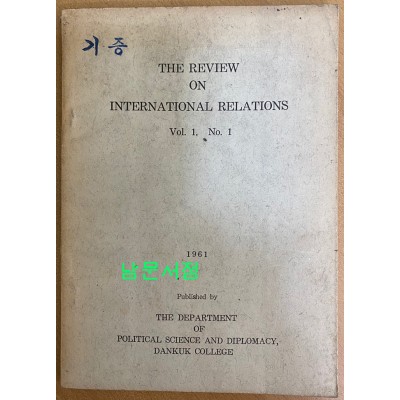 기증
THE REVIEW
ON
INTERNATIONAL RELATIONS
Vol. 1, No. 1
1961
남문서점
Published by
THE DEPARTMENT
OF
POLITICAL SCIENCE AND DIPLOMACY,
DANKUK COLLEGE